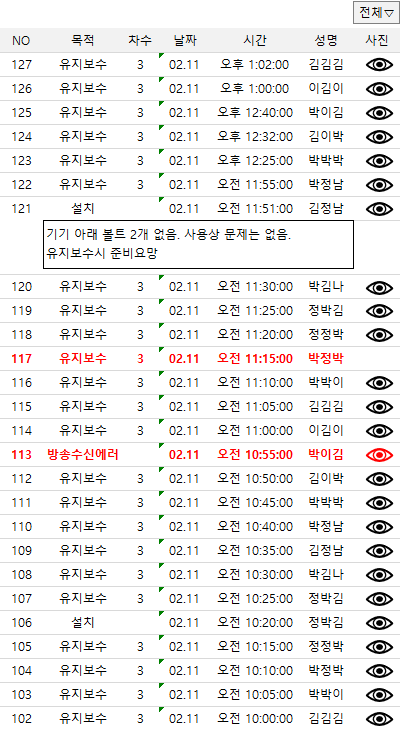 전체▽
NO 목적 차수 날짜 시간 성명 사진
127 유지보수 3 02.11 오후 1:02:00 김김김
126 유지보수 3 02.11 오후 1:00:00 이김이
125 유지보수 3 02.11 오후 12:40:00 박이김
124 유지보수 3 02.11 오후 12:32:00 김이박
123 유지보수 3 02.11 오후 12:25:00 박박박
122 유지보수 3 02.11 오전 11:55:00 박정남
121 설치 02.11 오전 11:51:00 김정남
기기 아래 볼트 2개 없음. 사용상 문제는 없음.
유지보수시 준비요망
120 유지보수 3 02.11 오전 11:30:00 박김나
119 유지보수 3 02.11 오전 11:25:00 정박김
118 유지보수 3 02.11 오전 11:20:00 정정박
117 유지보수 3 02.11 오전 11:15:00 박정박
116 유지보수 3 02.11 오전 11:10:00 박박이
115 유지보수 3 02.11 오전 11:05:00 김김김
114 유지보수 3 02.11 오전 11:00:00 이김이
113 방송수신에러 02.11 오전 10:55:00 박이김
112 유지보수 3 02.11 오전 10:50:00 김이박
111 유지보수 3 02.11 오전 10:45:00 박박박
110 유지보수 3 02.11 오전 10:40:00 박정남
109 유지보수 3 02.11 오전 10:35:00 김정남
108 유지보수 3 02.11 오전 10:30:00 박김나
107 유지보수 3 02.11 오전 10:25:00 정박김
106 설치 02.11 오전 10:20:00 정박김
105 유지보수 3 02.11 오전 10:15:00 정정박
104 유지보수 3 02.11 오전 10:10:00 박정박
103 유지보수 3 02.11 오전 10:05:00 박박이
102 유지보수 3 02.11 오전 10:00:00 김김김